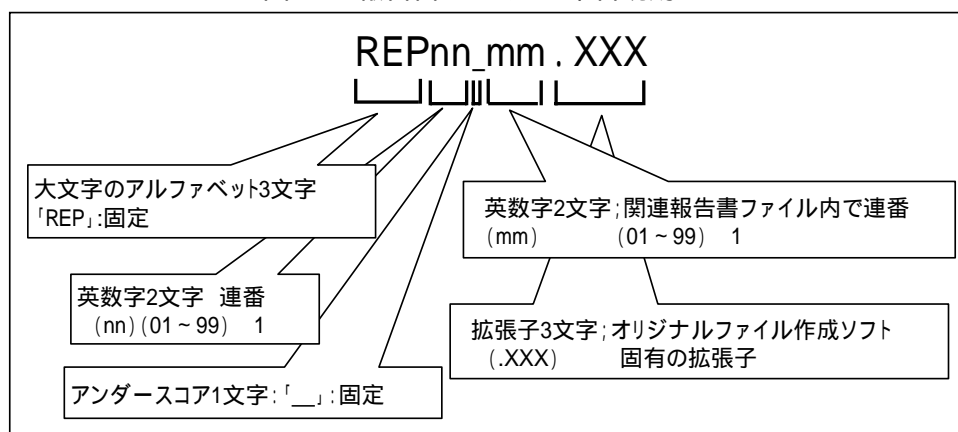 REPnn_mm.XXX
大文字のアルファベット3文字
「REP」:固定
英数字2文字;関連報告書ファイル内で連番
(mm) (01~99) 1
英数字2文字 連番
(nn)(01~99) 1
拡張子3文字;オリジナルファイル作成ソフト
(.XXX) 固有の拡張子
アンダースコア1文字:「__」:固定